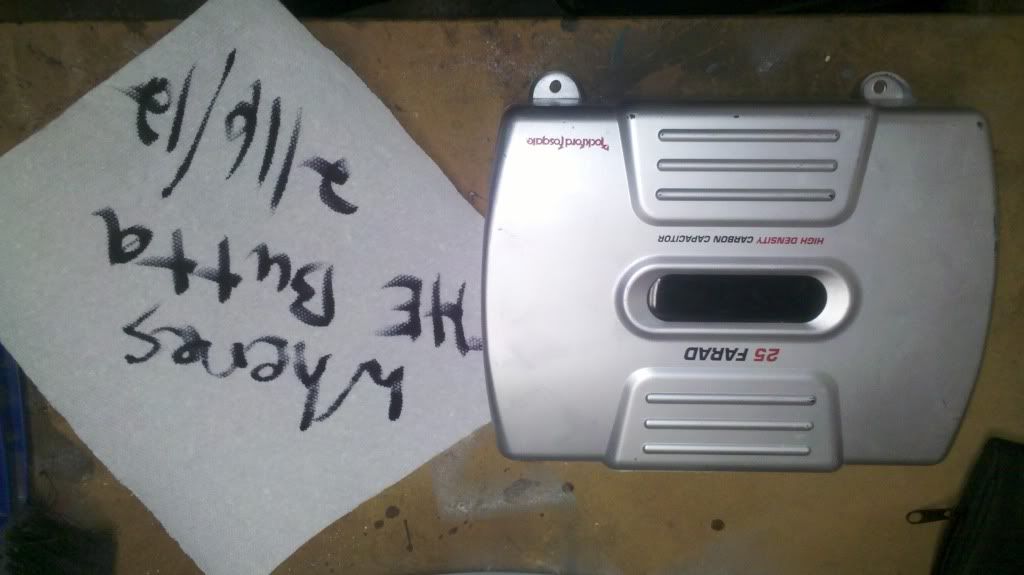 Wheres
THE Butta
2/16/12
25 FARAD
HIGH DENSITY CARBON CAPACITOR
Rockford fosgate